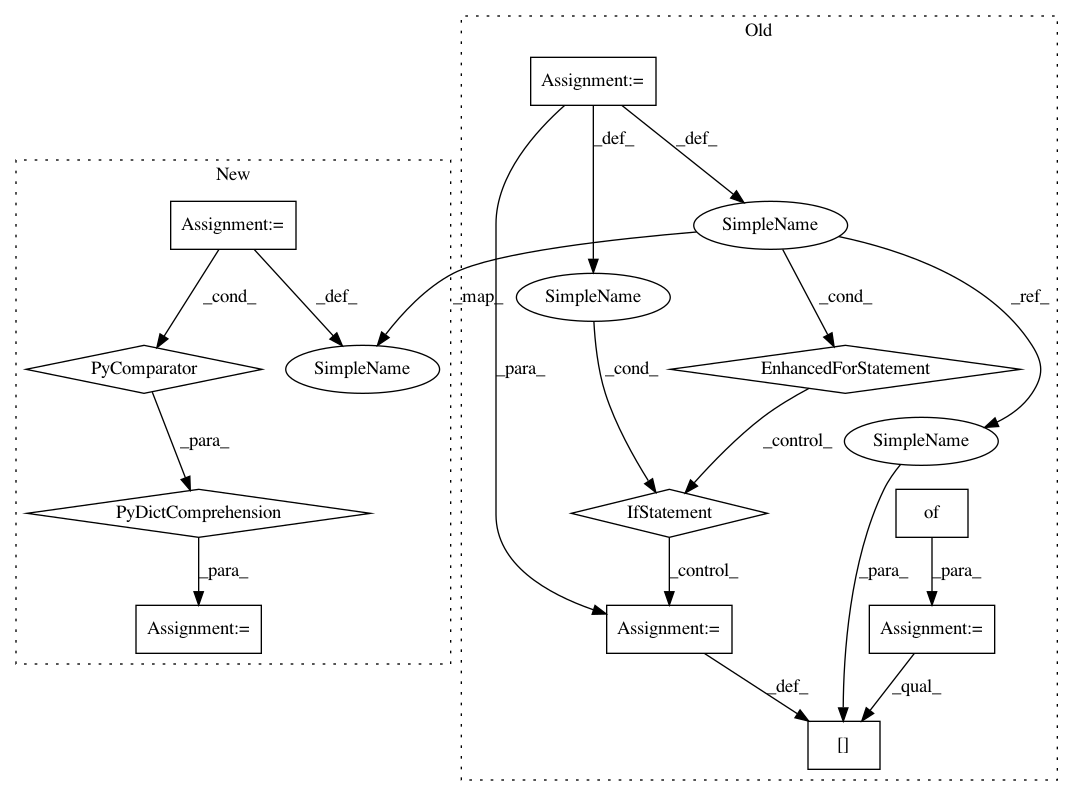 Old
Assignment:=
_def_
_def_
New
Assignment:=
SimpleName
_cond_
_def_
_map_
SimpleName
_cond_
_ref_
PyComparator
SimpleName
_para_
_cond_
EnhancedForStatement
_para_
_control_
SimpleName
PyDictComprehension
IfStatement
of
_para_
_control_
_para_
_para_
Assignment:=
Assignment:=
Assignment:=
_def_
_qual_
[]